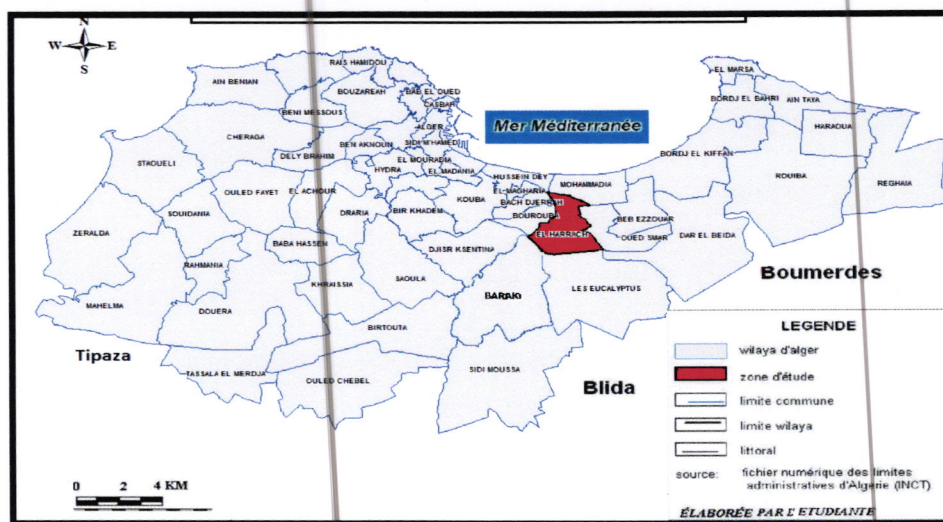 N
W E
S
RAIS HAMIDOU
AIN BENIAN
BOUZAREAH
BAB EL OUED
CASBAH
BENI MESSOUS
ALGER
CHERAGA
BEN AKNOUN
SIDI M'HAMED
Mer Méditerranée
EL MARSA
BORDJ EL BAHRI
AIN TAYA
HARAOUA
STAOUELI
DELY BRAHIM
EL MOURADIA
HYDRA
EL MADANIA
BORDJ EL KIFFAN
ROUIBA
REGHAIA
HUSSEIN DEY
MOHAMMADIA
OULED FAYET
EL ACHOUR
KOUBA
EL-MAGHARIA
BACH DJERRAH
SOUIDANIA
DRARIA
BIR KHADEM
BOUROUBA
BEB EZZOUAR
ZERALDA
BABA HASSEN
DJISR KSENTINA
EL HARRACH
OUED SMAR
DAR EL BEIDA
RAHMANIA
SAOULA
KHRAISSIA
BARAKI
LES EUCALYPTUS
Boumerdes
MAHELMA
DOUERA
BIRTOUTA
Tipaza
TASSALA EL MERDJA
OULED CHEBEL
SIDI MOUSSA
Blida
LEGENDE
wilaya d'alger
zone d'étude
limite commune
limite wilaya
littoral
source: fichier numérique des limites
administratives d'Algerie (INCT)
ÉLABORÉE PAR L'ETUDIANTE
0 2 4 KM